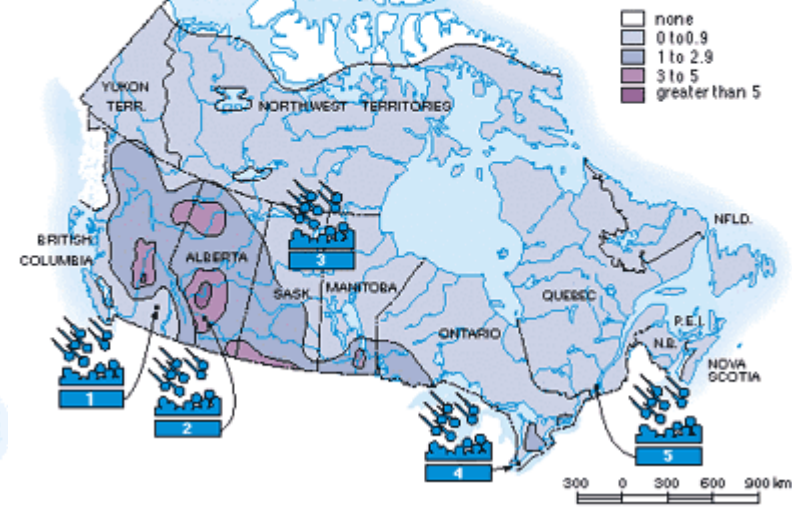 none
0 to 0.9
1 to 2.9
3 to 5
greater than 5
YUKON
TERR.
NORTHWEST TERRITORIES
BRITISH
COLUMBIA
ALBERTA
SASK.
MANITOBA
ONTARIO
QUEBEC
NFLD.
P.E.I.
N.B.
NOVA
SCOTIA
1
2
3
4
5
300 0 300 600 900 km